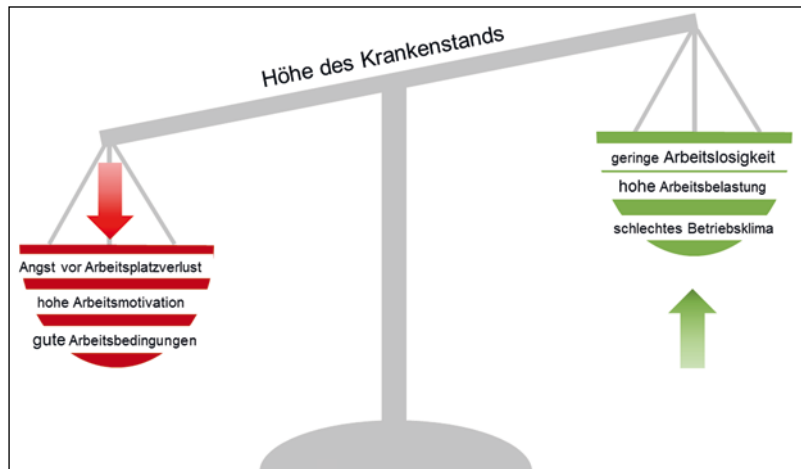 Höhe des Krankenstands
Angst vor Arbeitsplatzverlust
hohe Arbeitsmotivation
gute Arbeitsbedingungen
geringe Arbeitslosigkeit
hohe Arbeitsbelastung
schlechtes Betriebsklima